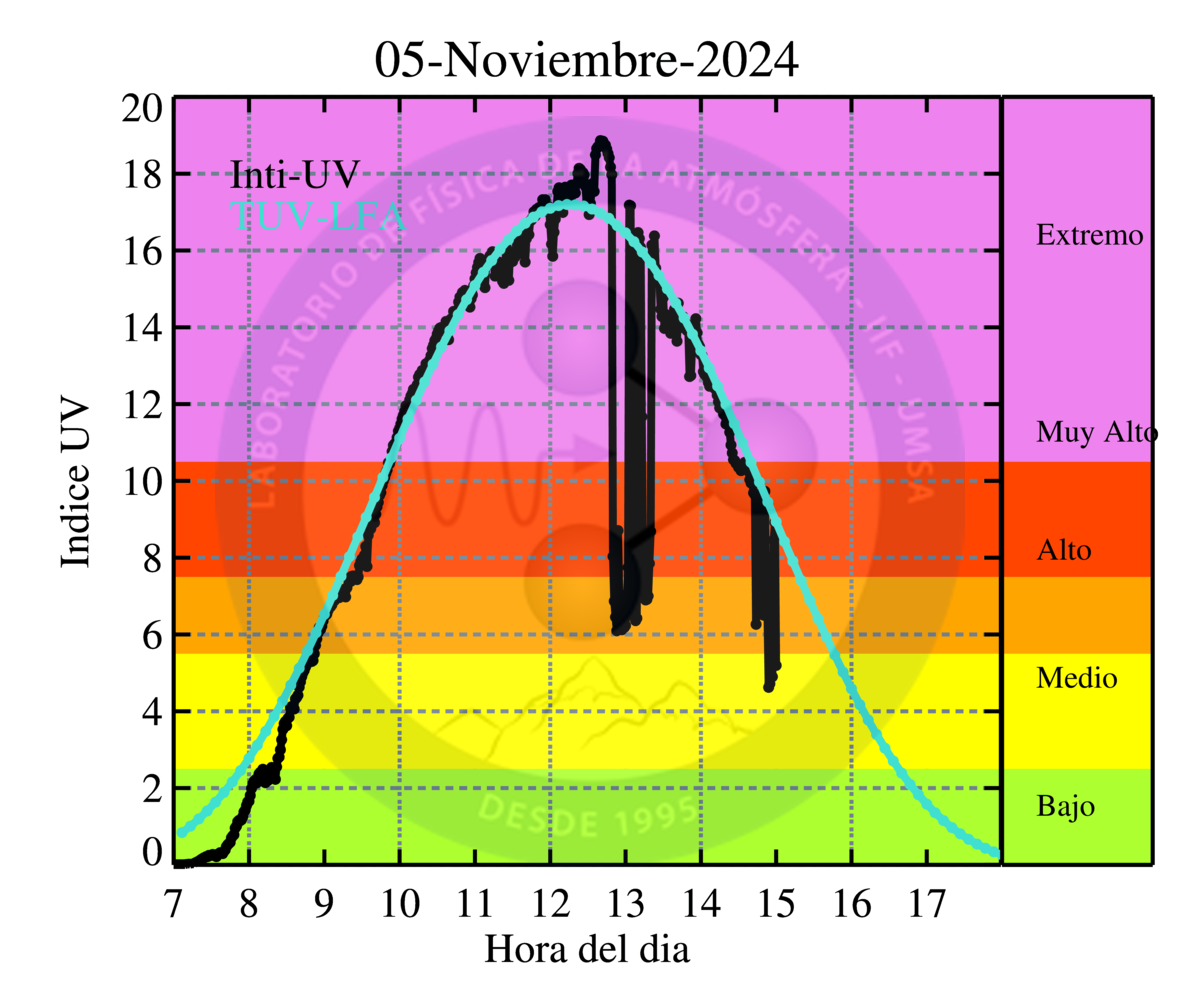 05-Noviembre-2024
Inti-UV
TUV-LFA
Indice UV
20
18
16
14
12
10
8
6
4
2
0
7 8 9 10 11 12 13 14 15 16 17
Hora del dia
Extremo
Muy Alto
Alto
Medio
Bajo
LABORATORIO DE FÍSICA DE LA ATMÓSFERA - IIF - UMSA
DESDE 1995